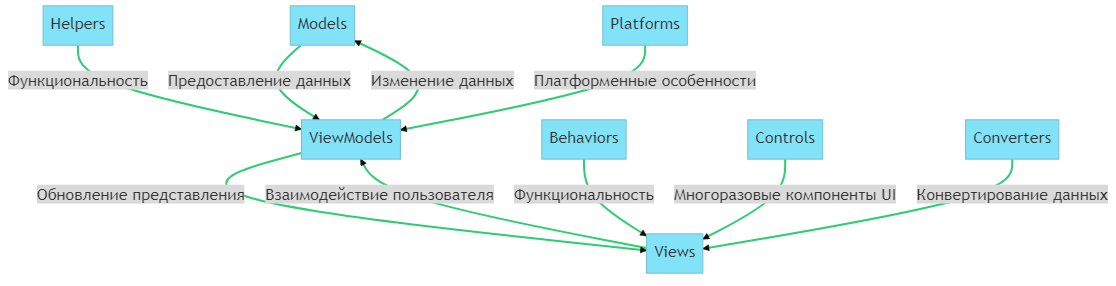 Helpers
Models
Platforms
Функциональность
Предоставление данных
Изменение данных
Платформенные особенности
ViewModels
Behaviors
Controls
Converters
Обновление представления
Взаимодействие пользователя
Функциональность
Многоразовые компоненты UI
Конвертирование данных
Views